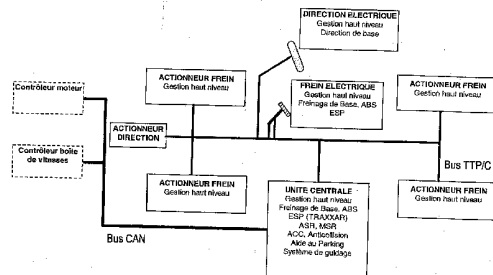 DIRECTION ELECTRIQUE
Gestion haut niveau
Direction de base
Contrôleur moteur
ACTIONNEUR FREIN
Gestion haut niveau
FREIN ELECTRIQUE
Gestion haut niveau
Freinage de Base, ABS
ESP
ACTIONNEUR FREIN
Gestion haut niveau
ACTIONNEUR
DIRECTION
Contrôleur boîte
de vitesses
Bus TTP/C
ACTIONNEUR FREIN
Gestion haut niveau
UNITE CENTRALE
Gestion haut niveau
Freinage de Base, ABS
ESP (TRAXXAR)
ASR, MSR
ACC, Anticollision
Aide au Parking
Système de guidage
ACTIONNEUR FREIN
Gestion haut niveau
Bus CAN